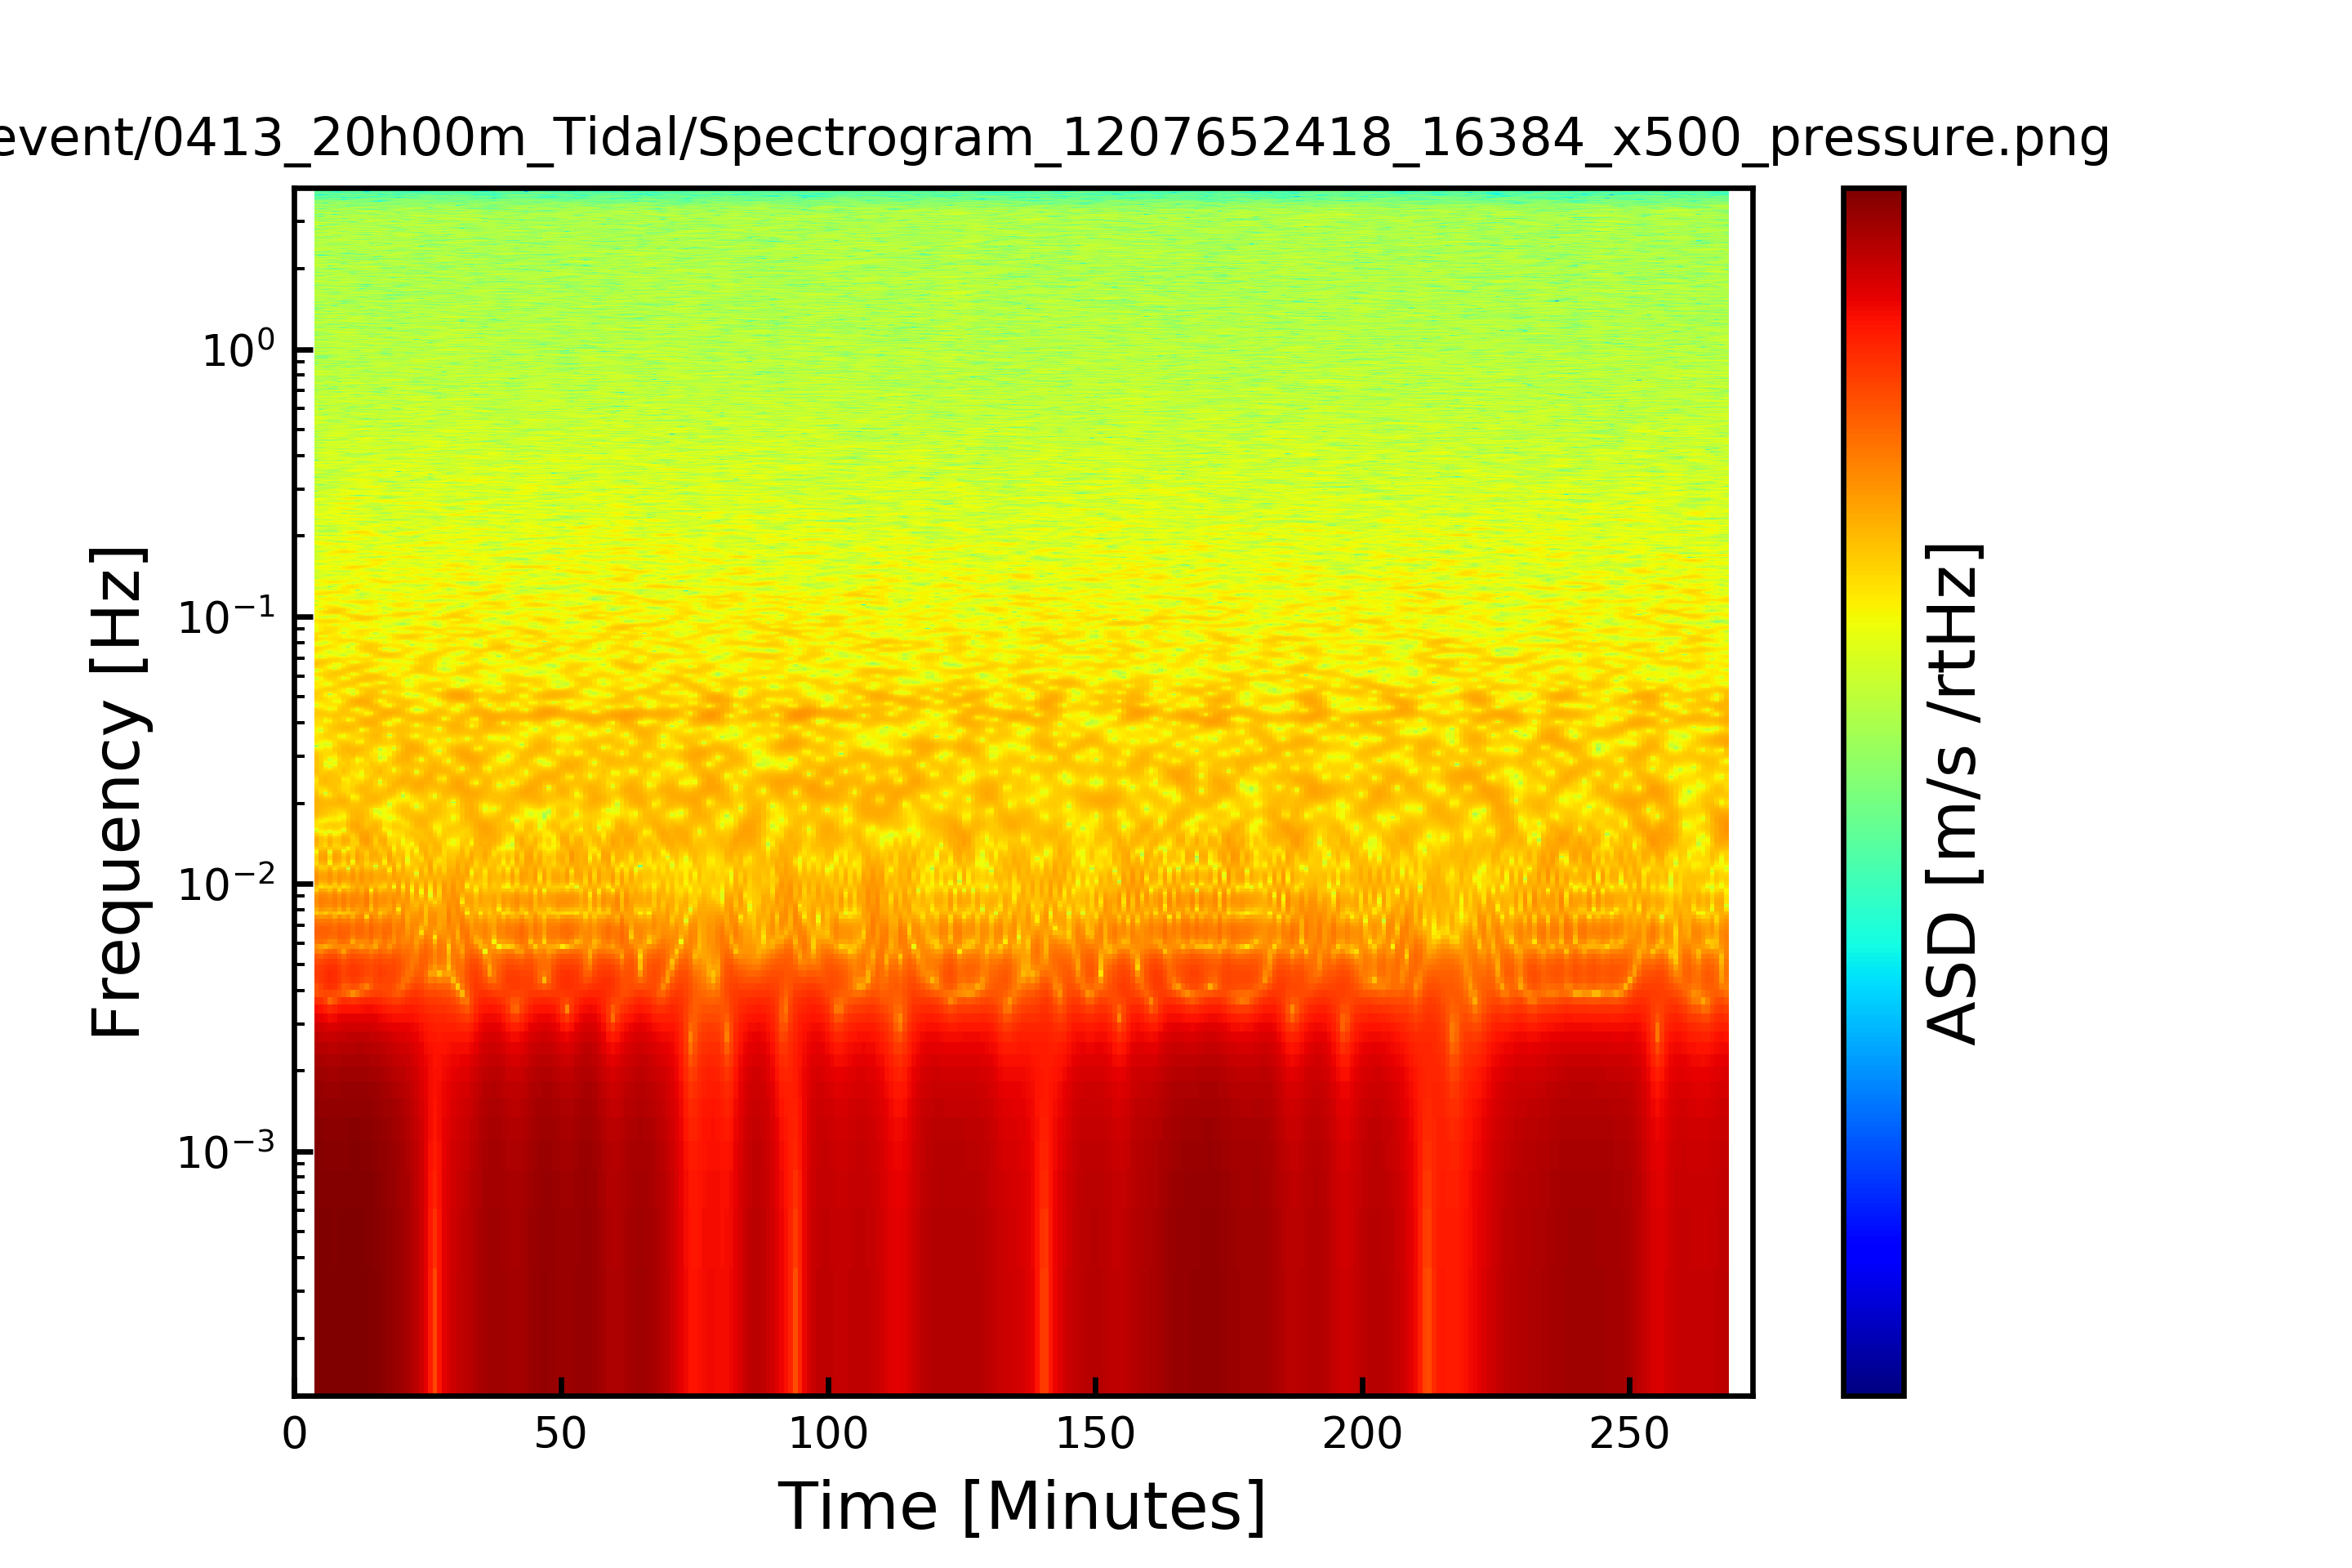 event/0413_20h00m_Tidal/Spectrogram_1207652418_16384_x500_pressure.png
Frequency [Hz]
10⁰
10⁻¹
10⁻²
10⁻³
0 50 100 150 200 250
Time [Minutes]
ASD [m/s /rtHz]